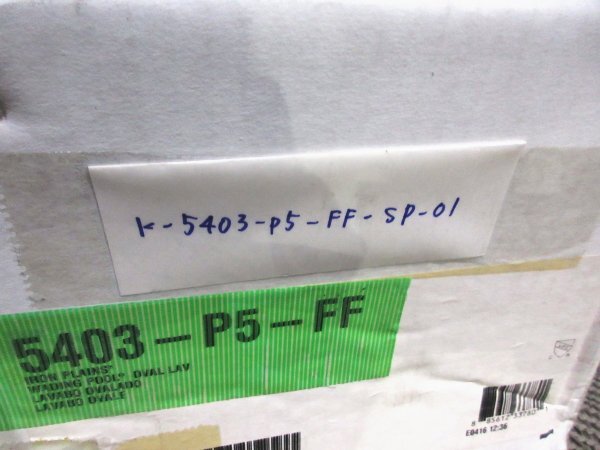 K-5403-P5-FF-SP-01
5403-P5-FF
IRON PLAINS®
WADING POOL® OVAL LAV
LAVABO OVALADO
LAVABO OVALE
E0416 12:36